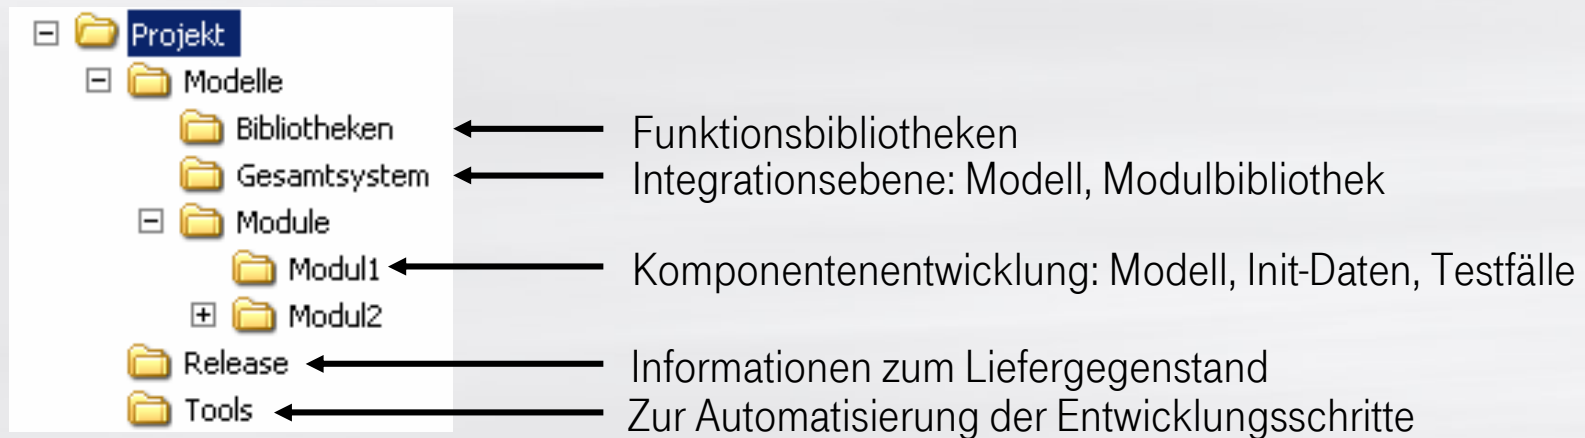 Projekt
Modelle
Bibliotheken Funktionsbibliotheken
Gesamtsystem Integrationsebene: Modell, Modulbibliothek
Module
Modul1 Komponentenentwicklung: Modell, Init-Daten, Testfälle
Modul2
Release Informationen zum Liefergegenstand
Tools Zur Automatisierung der Entwicklungsschritte